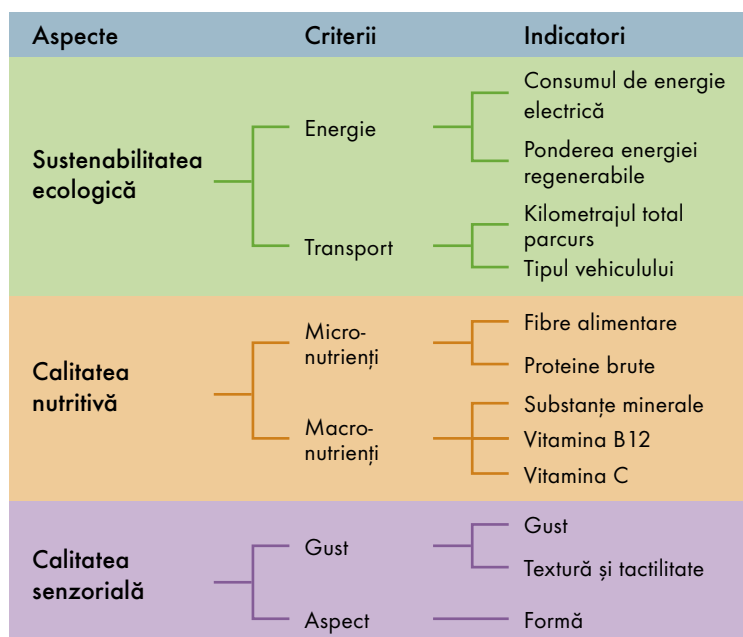 Aspecte Criterii Indicatori
Sustenabilitatea
ecologică
Energie
Consumul de energie
electrică
Ponderea energiei
regenerabile
Transport
Kilometrajul total
parcurs
Tipul vehiculului
Calitatea
nutritivă
Micro-
nutrienți
Fibre alimentare
Proteine brute
Macro-
nutrienți
Substanțe minerale
Vitamina B12
Vitamina C
Calitatea
senzorială
Gust
Gust
Textură și tactilitate
Aspect
Formă